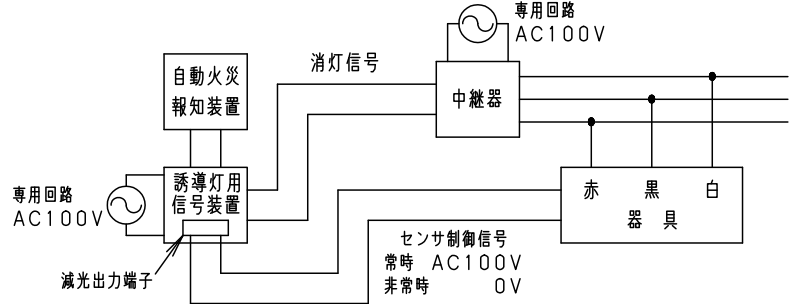 専用回路
AC100V
消灯信号
自動火災
報知装置
中継器
誘導灯用
信号装置
専用回路
AC100V
赤 黒 白
器具
センサ制御信号
常時 AC100V
非常時 0V
減光出力端子